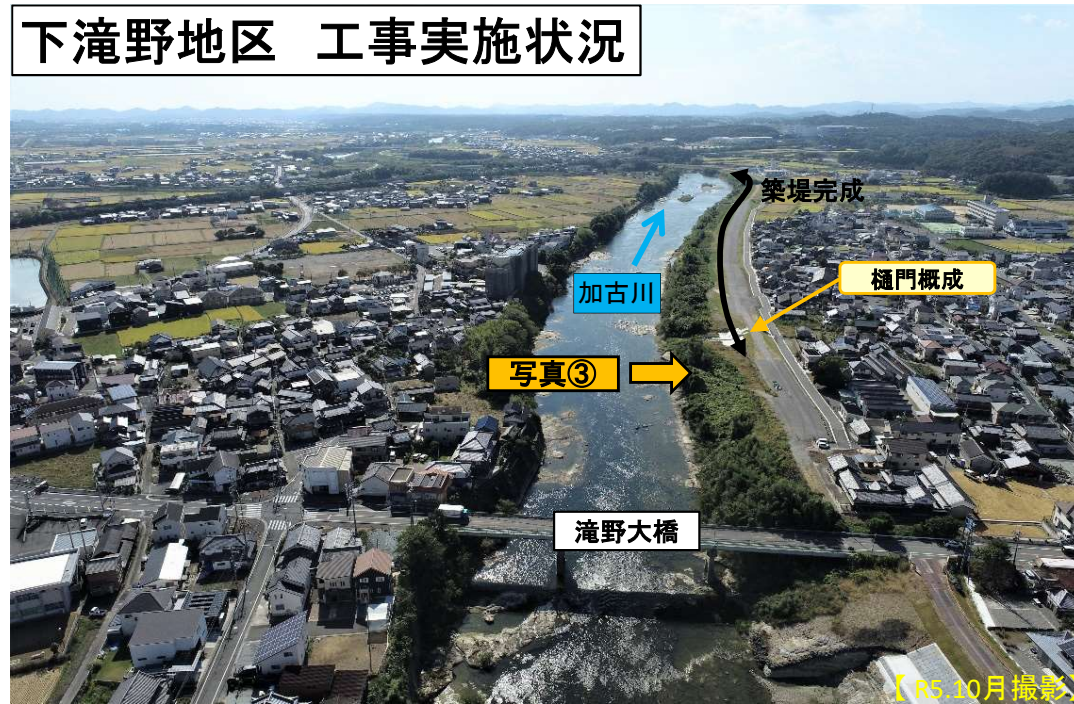 下滝野地区　工事実施状況
築堤完成
樋門概成
加古川
写真③
滝野大橋
【R5.10月撮影】